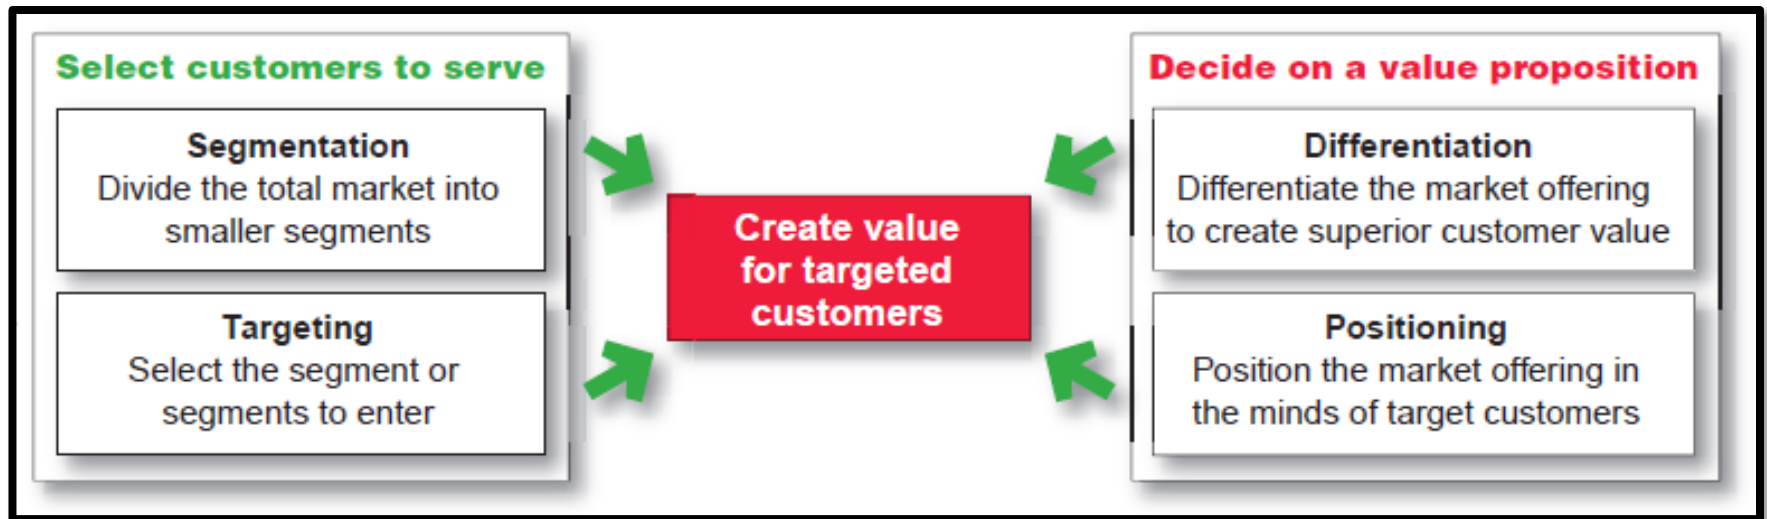 Select customers to serve
Segmentation
Divide the total market into
smaller segments
Targeting
Select the segment or
segments to enter
Create value
for targeted
customers
Decide on a value proposition
Differentiation
Differentiate the market offering
to create superior customer value
Positioning
Position the market offering in
the minds of target customers